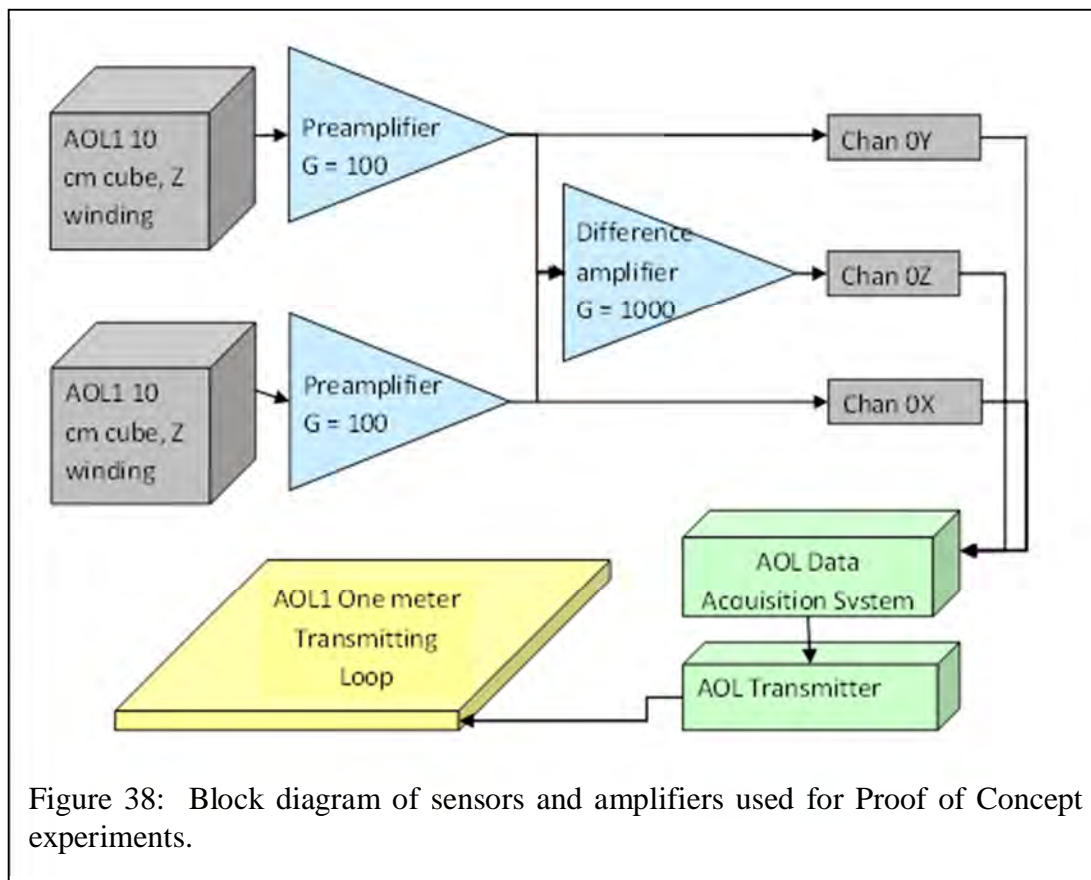 AOL1 10
cm cube, Z
winding
Preamplifier
G = 100
Chan 0Y
Difference
amplifier
G = 1000
Chan 0Z
AOL1 10
cm cube, Z
winding
Preamplifier
G = 100
Chan 0X
AOL Data
Acquisition System
AOL1 One meter
Transmitting
Loop
AOL Transmitter
Figure 38: Block diagram of sensors and amplifiers used for Proof of Concept
experiments.